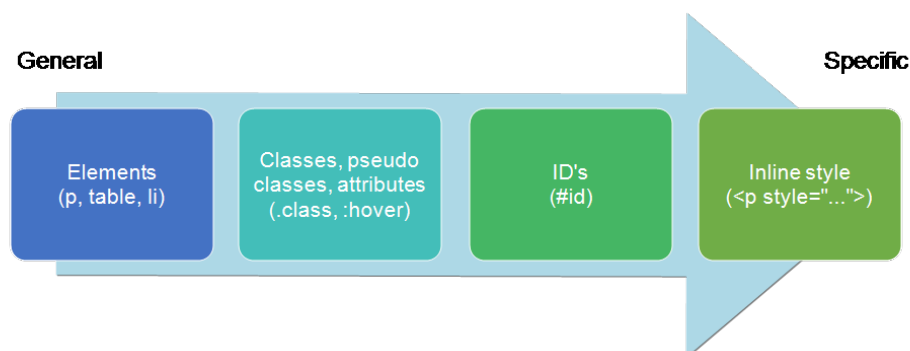 General
Specific
Elements
(p, table, li)
Classes, pseudo
classes, attributes
(.class, :hover)
ID's
(#id)
Inline style
(<p style="...">)